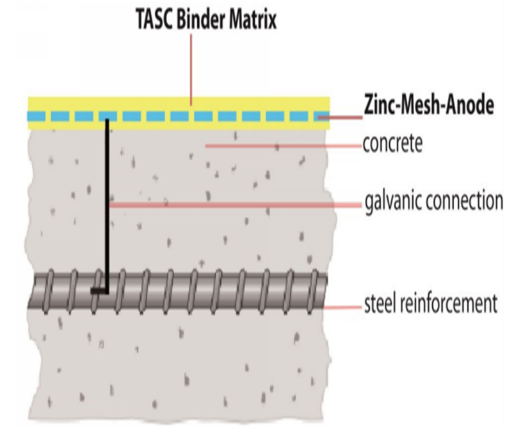 TASC Binder Matrix
Zinc-Mesh-Anode
concrete
galvanic connection
steel reinforcement